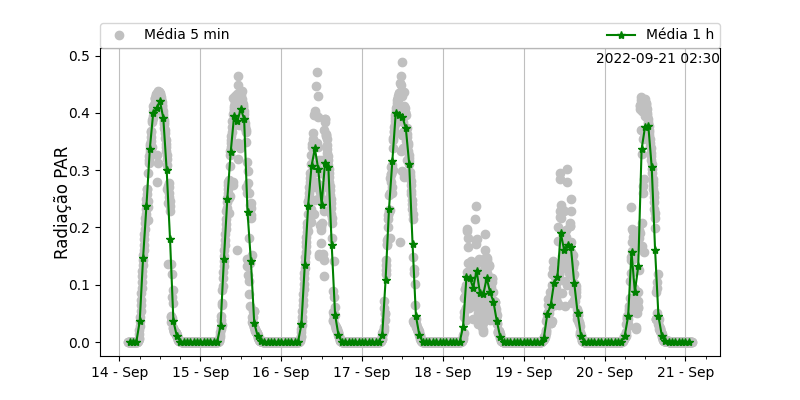 Média 5 min
Média 1 h
2022-09-21 02:30
Radiação PAR
0.5
0.4
0.3
0.2
0.1
0.0
14 - Sep
15 - Sep
16 - Sep
17 - Sep
18 - Sep
19 - Sep
20 - Sep
21 - Sep